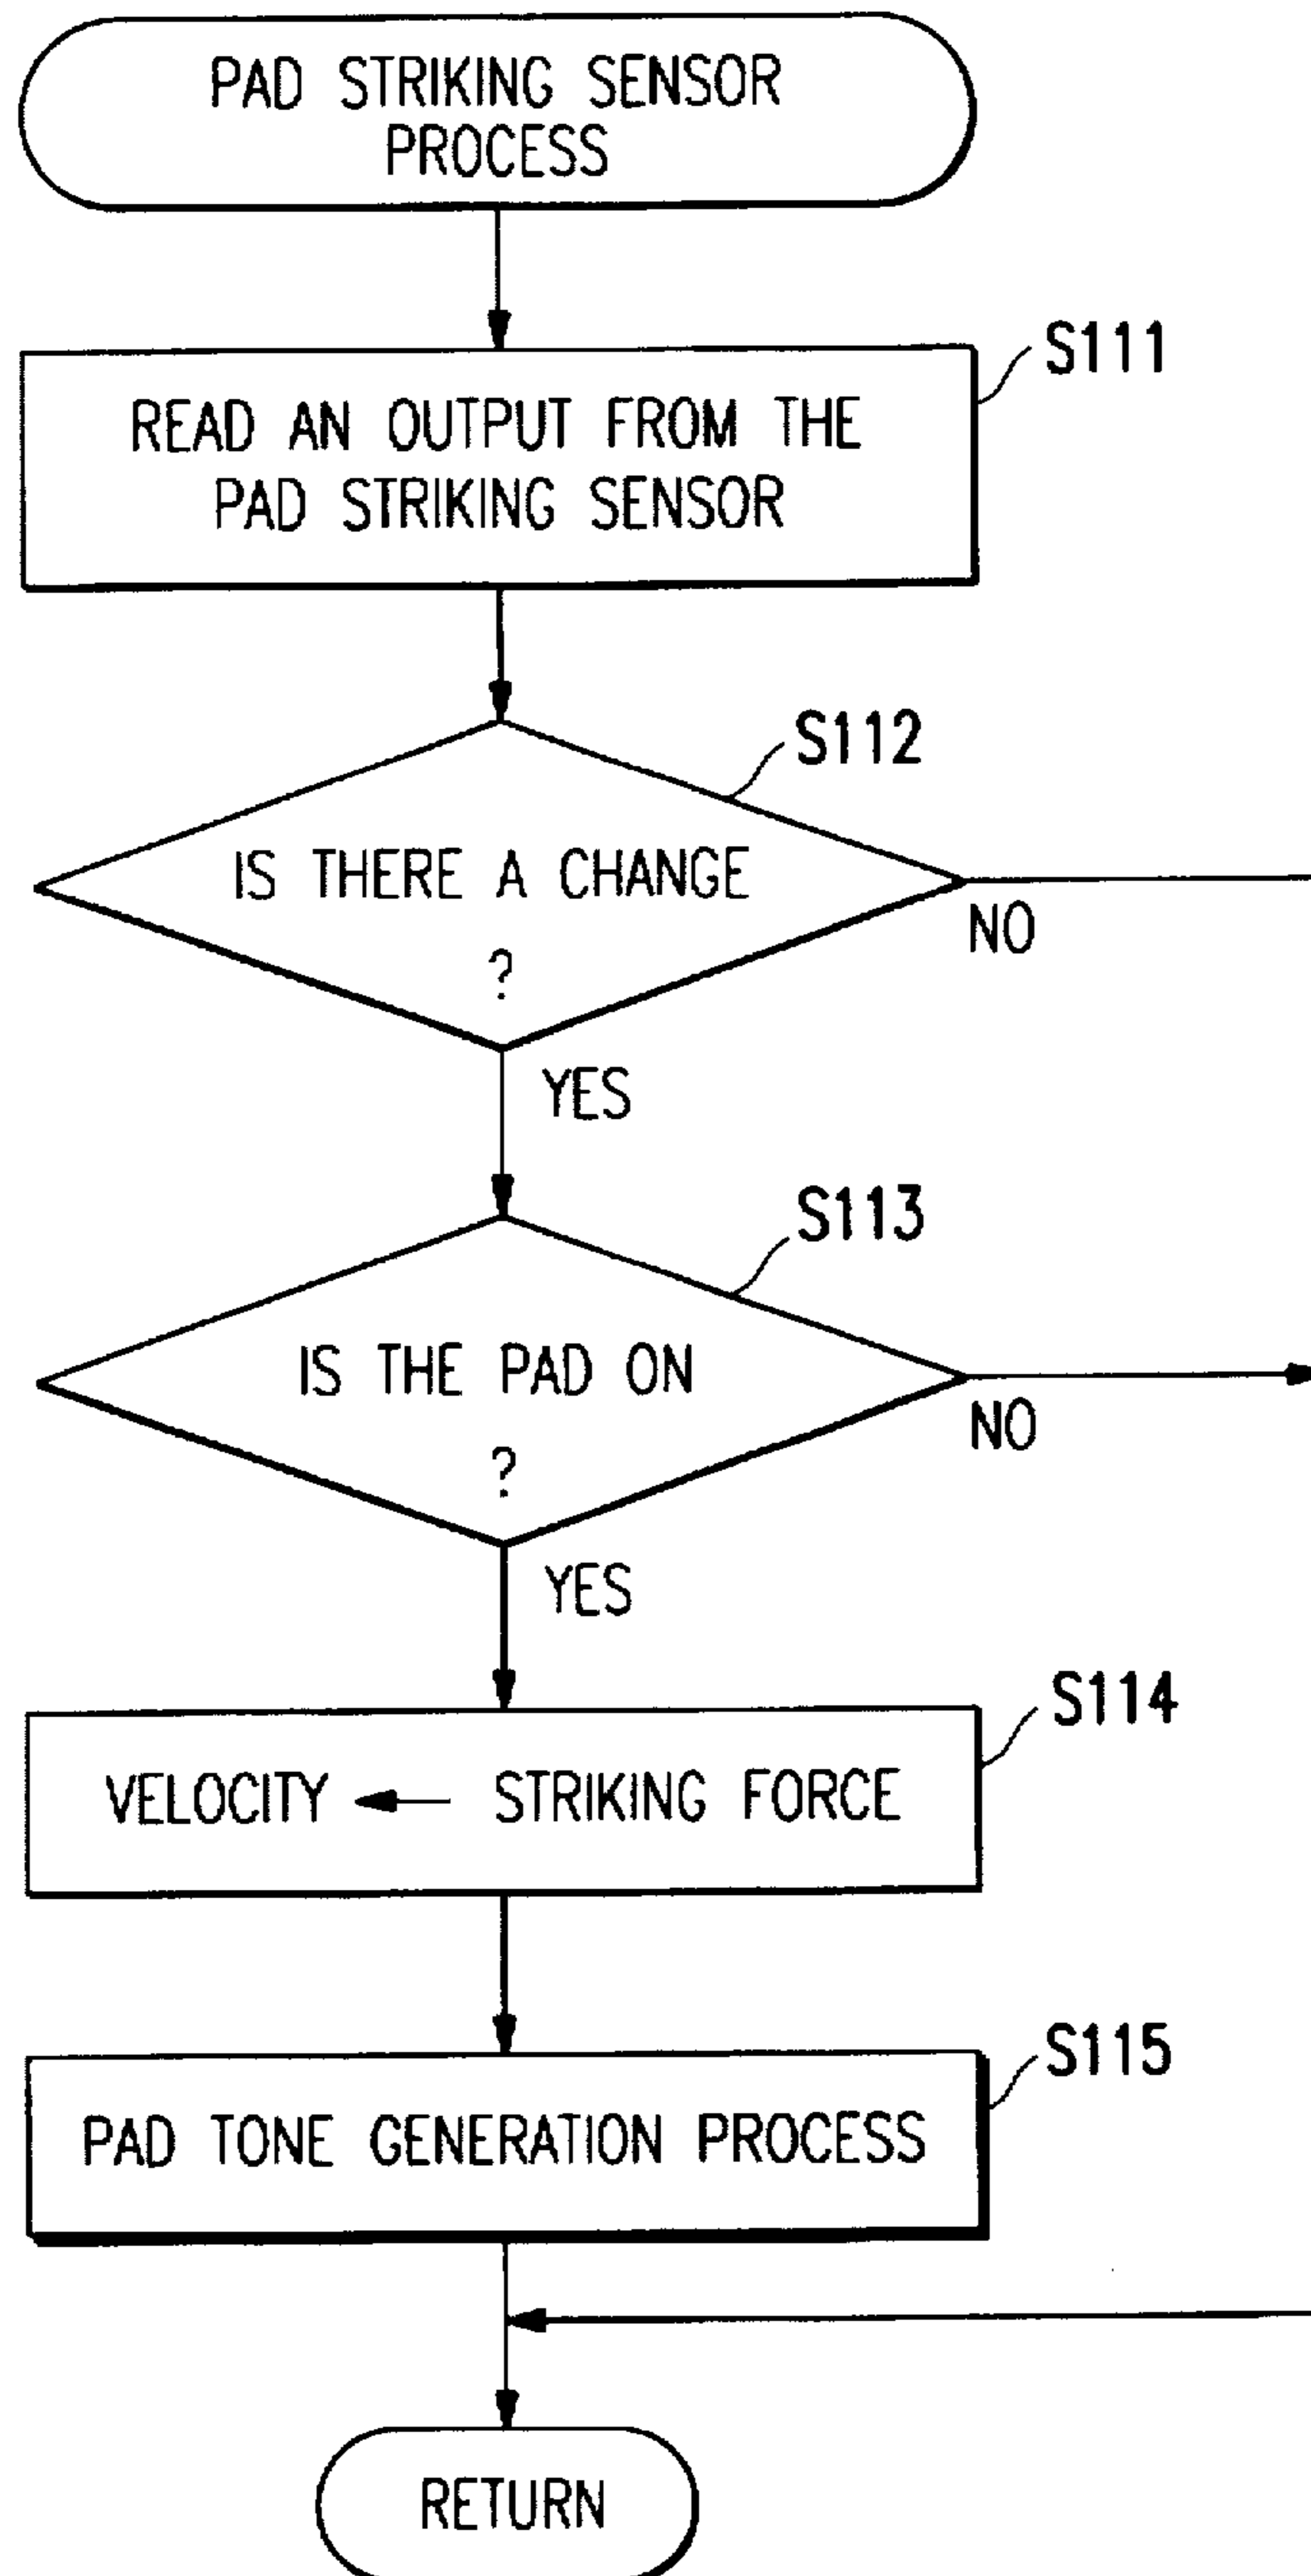 PAD STRIKING SENSOR
PROCESS
S111
READ AN OUTPUT FROM THE
PAD STRIKING SENSOR
S112
IS THERE A CHANGE
?
NO
YES
S113
IS THE PAD ON
?
NO
YES
S114
VELOCITY ← STRIKING FORCE
S115
PAD TONE GENERATION PROCESS
RETURN